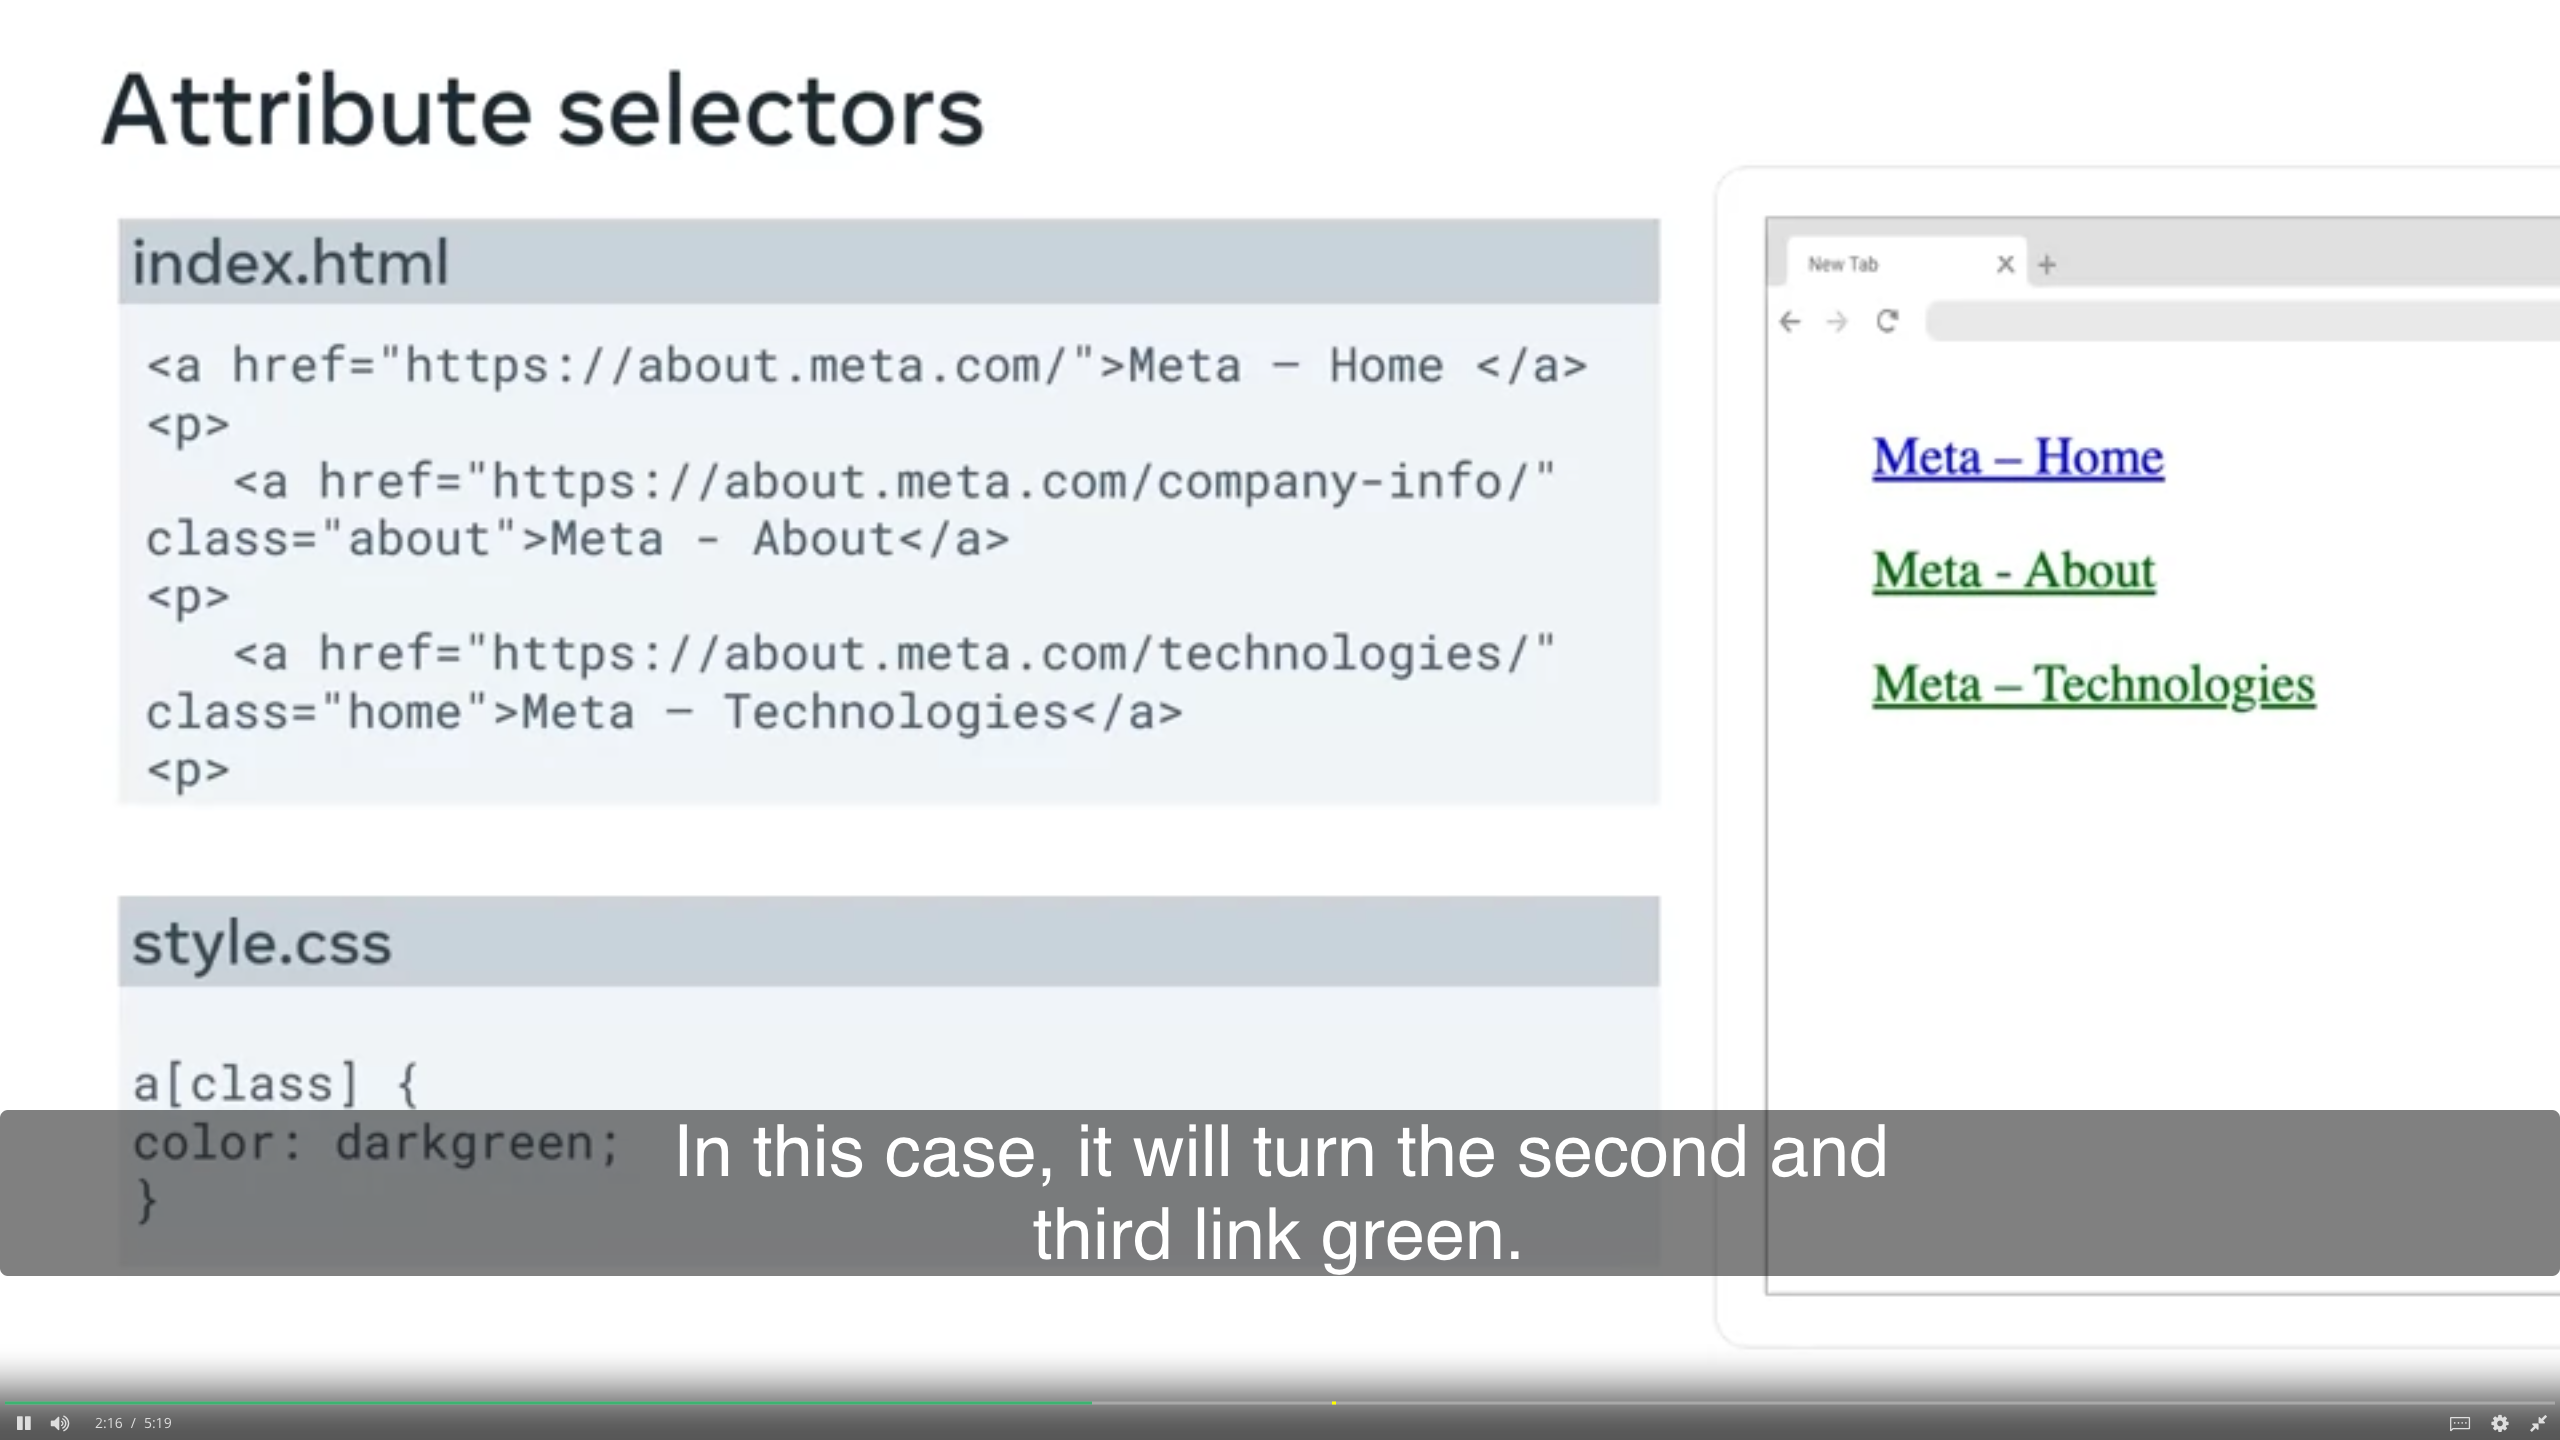 Attribute selectors
index.html
<a href="https://about.meta.com/">Meta – Home </a>
<p>
<a href="https://about.meta.com/company-info/"
class="about">Meta - About</a>
<p>
<a href="https://about.meta.com/technologies/"
class="home">Meta – Technologies</a>
<p>
style.css
a[class] {
color: darkgreen;
}
New Tab
Meta – Home
Meta - About
Meta – Technologies
In this case, it will turn the second and
third link green.
2:16 / 5:19